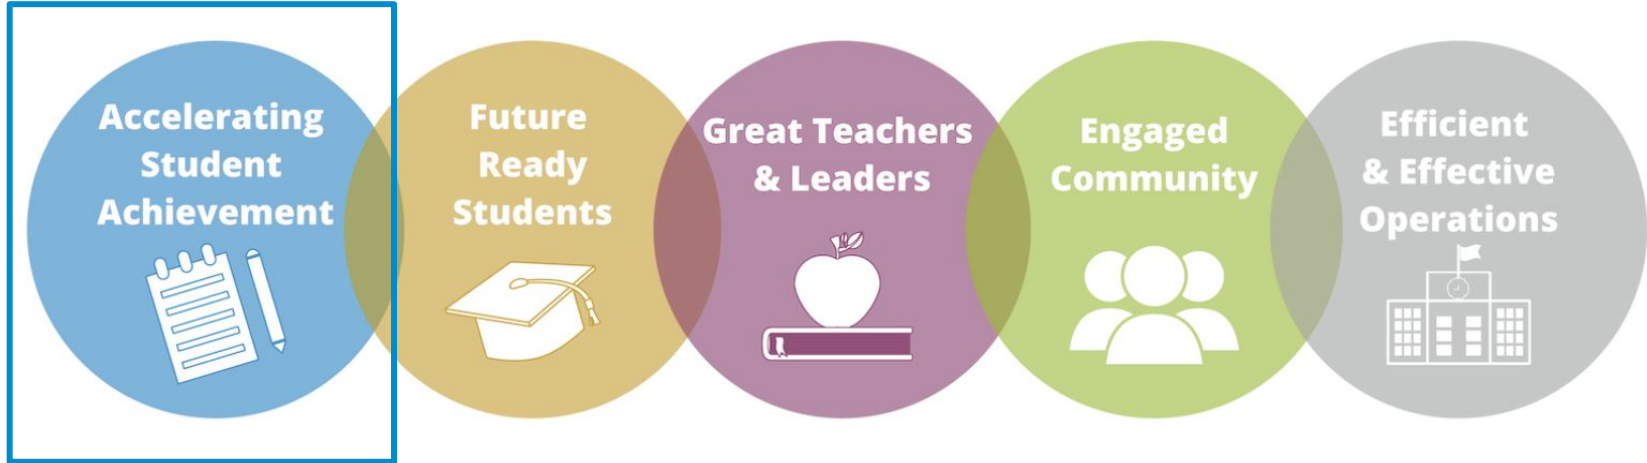 Accelerating
Student
Achievement
Future
Ready
Students
Great Teachers
& Leaders
Engaged
Community
Efficient
& Effective
Operations